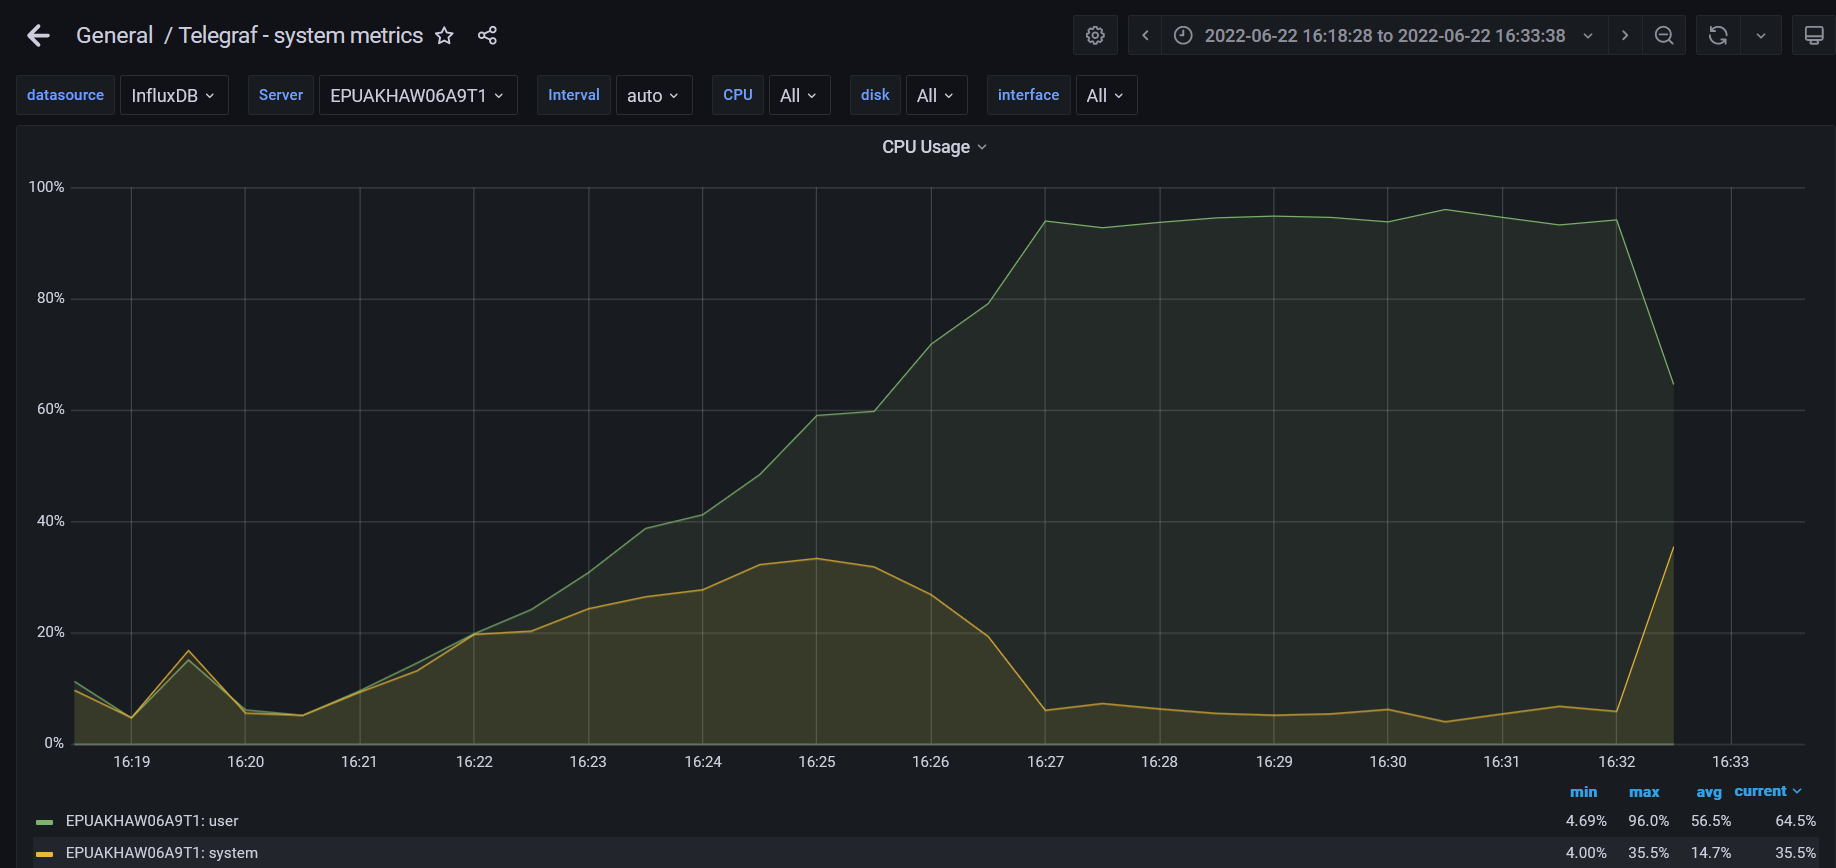 General / Telegraf - system metrics
2022-06-22 16:18:28 to 2022-06-22 16:33:38
datasource InfluxDB Server EPUAKHAW06A9T1 Interval auto CPU All disk All interface All
CPU Usage
100%
80%
60%
40%
20%
0%
16:19 16:20 16:21 16:22 16:23 16:24 16:25 16:26 16:27 16:28 16:29 16:30 16:31 16:32 16:33
min max avg current
EPUAKHAW06A9T1: user 4.69% 96.0% 56.5% 64.5%
EPUAKHAW06A9T1: system 4.00% 35.5% 14.7% 35.5%